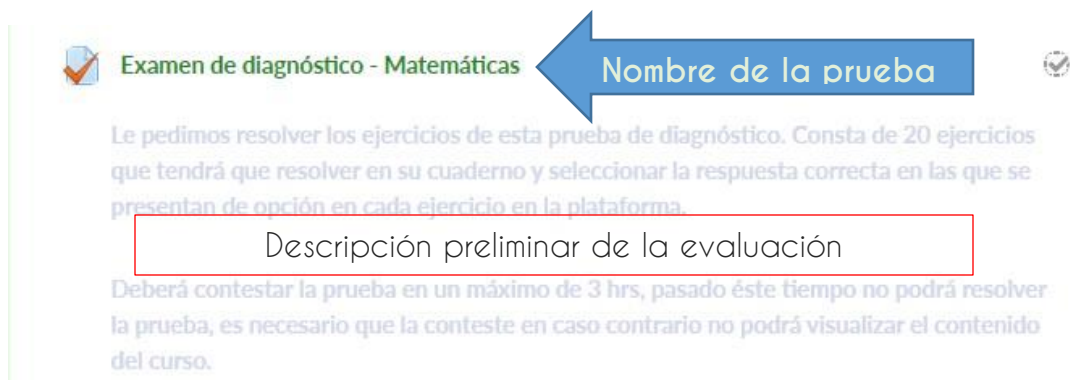 Examen de diagnóstico - Matemáticas
Nombre de la prueba
Le pedimos resolver los ejercicios de esta prueba de diagnóstico. Consta de 20 ejercicios
que tendrá que resolver en su cuaderno y seleccionar la respuesta correcta en las que se
presentan de opción en cada ejercicio en la plataforma.
Descripción preliminar de la evaluación
Deberá contestar la prueba en un máximo de 3 hrs, pasado éste tiempo no podrá resolver
la prueba, es necesario que la conteste en caso contrario no podrá visualizar el contenido
del curso.